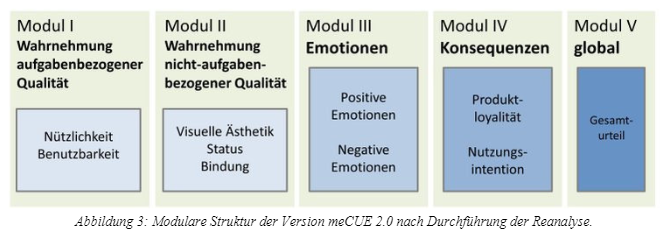 Modul I
Wahrnehmung
aufgabenbezogener
Qualität
Nützlichkeit
Benutzbarkeit
Modul II
Wahrnehmung
nicht-aufgaben-
bezogener Qualität
Visuelle Ästhetik
Status
Bindung
Modul III
Emotionen
Positive
Emotionen
Negative
Emotionen
Modul IV
Konsequenzen
Produkt-
loyalität
Nutzungs-
intention
Modul V
global
Gesamt-
urteil
Abbildung 3: Modulare Struktur der Version meCUE 2.0 nach Durchführung der Reanalyse.